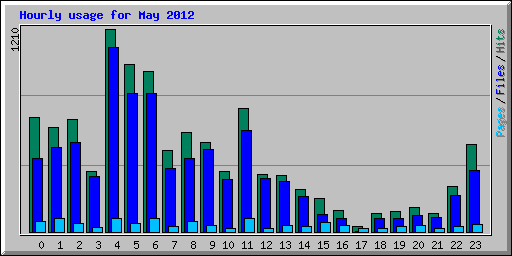 Hourly usage for May 2012
1210
Pages / Files / Hits
0 1 2 3 4 5 6 7 8 9 10 11 12 13 14 15 16 17 18 19 20 21 22 23